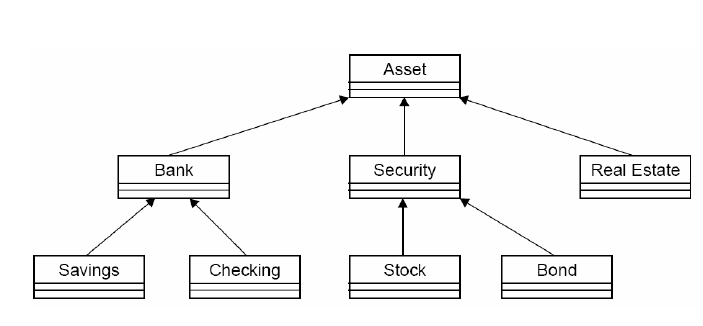 Asset
Bank
Security
Real Estate
Savings
Checking
Stock
Bond